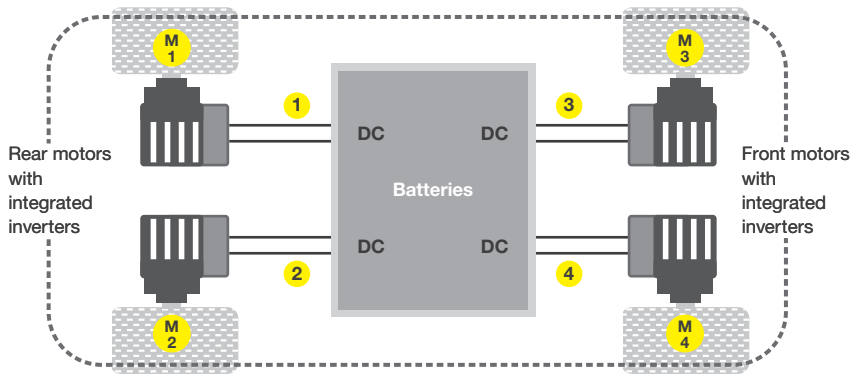 M
1
M
3
1
3
DC
DC
Rear motors
with
integrated
inverters
Batteries
Front motors
with
integrated
inverters
DC
DC
2
4
M
2
M
4